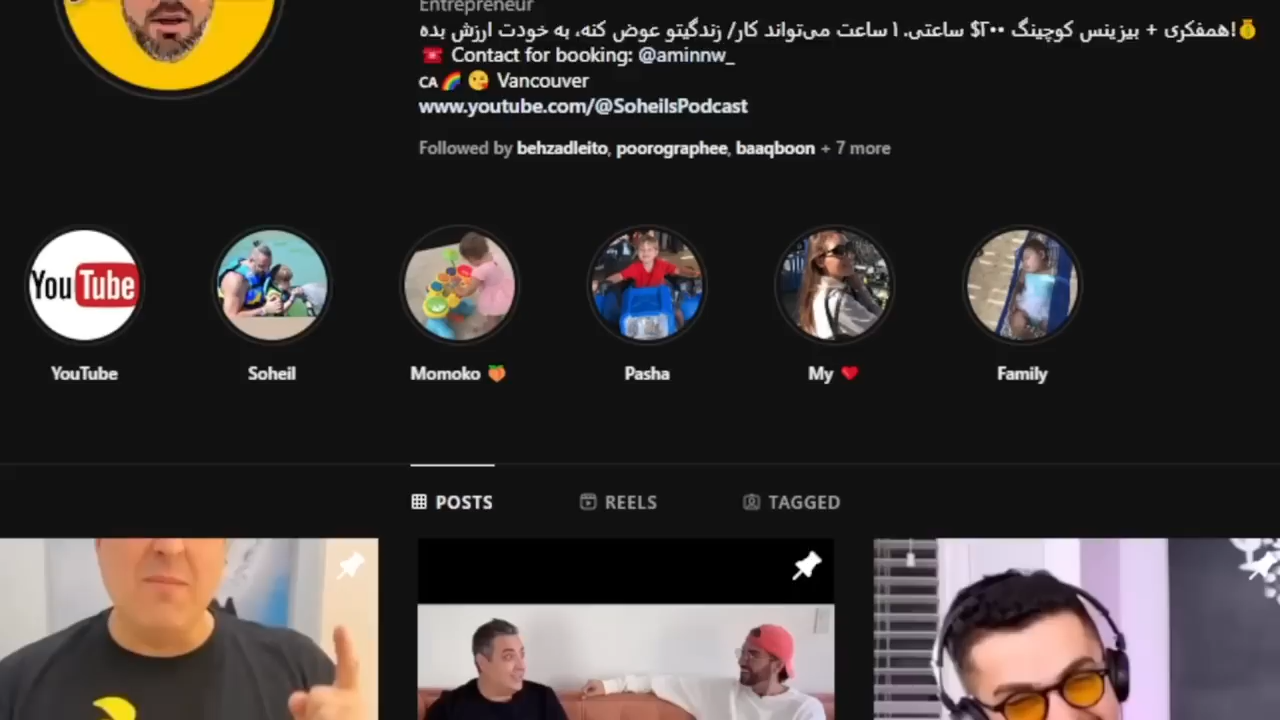 Entrepreneur
همفکری + بیزینس کوچینگ ۲۰۰$ ساعتی. ۱ ساعت می‌تواند کار/ زندگیتو عوض کنه، به خودت ارزش بده!💰
☎️ Contact for booking: @aminnw_
CA🌈😘 Vancouver
www.youtube.com/@SoheilsPodcast
Followed by behzadleito, poorographee, baaqboon + 7 more
YouTube
YouTube Soheil Momoko 🍑 Pasha My ❤️ Family
POSTS REELS TAGGED